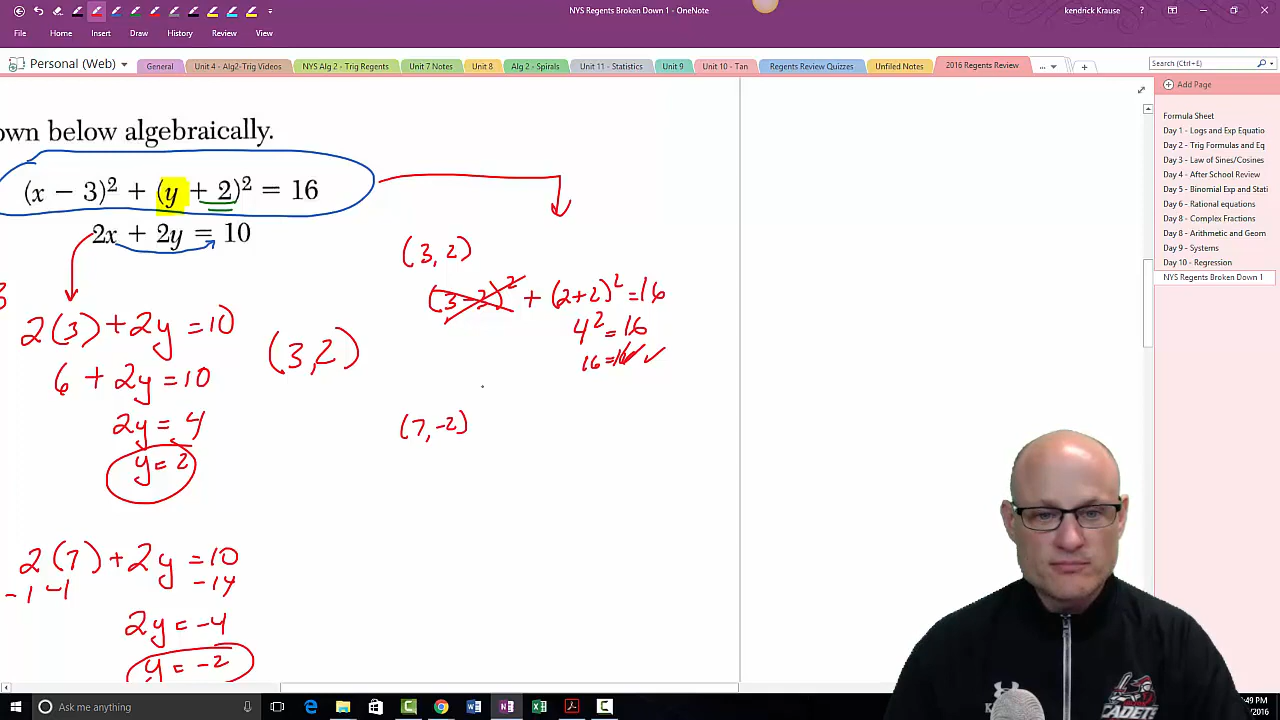 NYS Regents Broken Down 1 - OneNote
kendrick Krause
File Home Insert Draw History Review View
Personal (Web) General Unit 4 - Alg2-Trig Videos NYS Alg 2 - Trig Regents Unit 7 Notes Unit 8 Alg 2 - Spirals Unit 11 - Statistics Unit 9 Unit 10 - Tan Regents Review Quizzes Unfiled Notes 2016 Regents Review ... Search (Ctrl+E)
Add Page
Formula Sheet
Day 1 - Logs and Exp Equatio
Day 2 - Trig Formulas and Eq
Day 3 - Law of Sines/Cosines
Day 4 - After School Review
Day 5 - Binomial Exp and Stati
Day 6 - Rational equations
Day 8 - Complex Fractions
Day 8 - Arithmetic and Geom
Day 9 - Systems
Day 10 - Regression
NYS Regents Broken Down 1
own below algebraically.
(x − 3)² + (y + 2)² = 16
2x + 2y = 10
2(3) + 2y = 10
6 + 2y = 10
2y = 4
y = 2
(3,2)
2(7) + 2y = 10
-14
2y = -4
y = -2
(3,2)
(3-3)² + (2+2)² = 16
4² = 16
16 = 16 ✓
(7,-2)
CADETS
Ask me anything